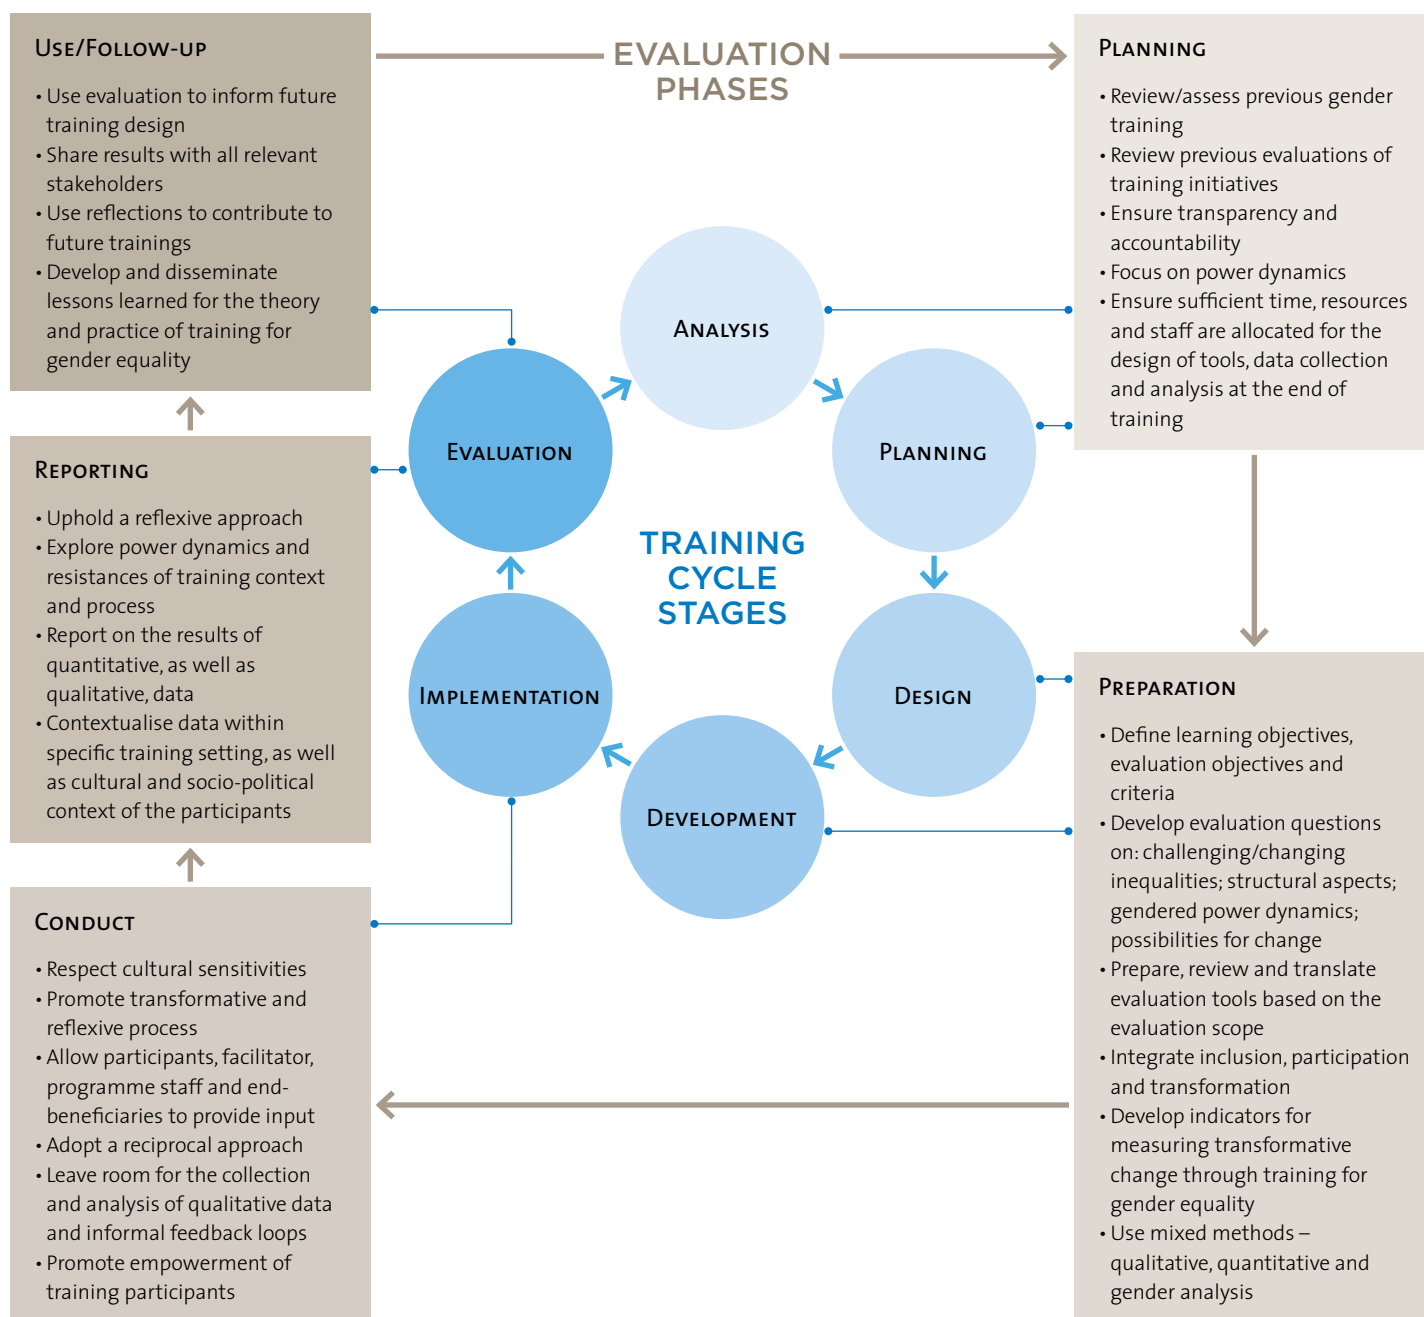 USE/FOLLOW-UP
• Use evaluation to inform future
training design
• Share results with all relevant
stakeholders
• Use reflections to contribute to
future trainings
• Develop and disseminate
lessons learned for the theory
and practice of training for
gender equality
EVALUATION
PHASES
PLANNING
• Review/assess previous gender
training
• Review previous evaluations of
training initiatives
• Ensure transparency and
accountability
• Focus on power dynamics
• Ensure sufficient time, resources
and staff are allocated for the
design of tools, data collection
and analysis at the end of
training
ANALYSIS
PLANNING
DESIGN
DEVELOPMENT
IMPLEMENTATION
EVALUATION
TRAINING
CYCLE
STAGES
REPORTING
• Uphold a reflexive approach
• Explore power dynamics and
resistances of training context
and process
• Report on the results of
quantitative, as well as
qualitative, data
• Contextualise data within
specific training setting, as well
as cultural and socio-political
context of the participants
PREPARATION
• Define learning objectives,
evaluation objectives and
criteria
• Develop evaluation questions
on: challenging/changing
inequalities; structural aspects;
gendered power dynamics;
possibilities for change
• Prepare, review and translate
evaluation tools based on the
evaluation scope
• Integrate inclusion, participation
and transformation
• Develop indicators for
measuring transformative
change through training for
gender equality
• Use mixed methods –
qualitative, quantitative and
gender analysis
CONDUCT
• Respect cultural sensitivities
• Promote transformative and
reflexive process
• Allow participants, facilitator,
programme staff and end-
beneficiaries to provide input
• Adopt a reciprocal approach
• Leave room for the collection
and analysis of qualitative data
and informal feedback loops
• Promote empowerment of
training participants